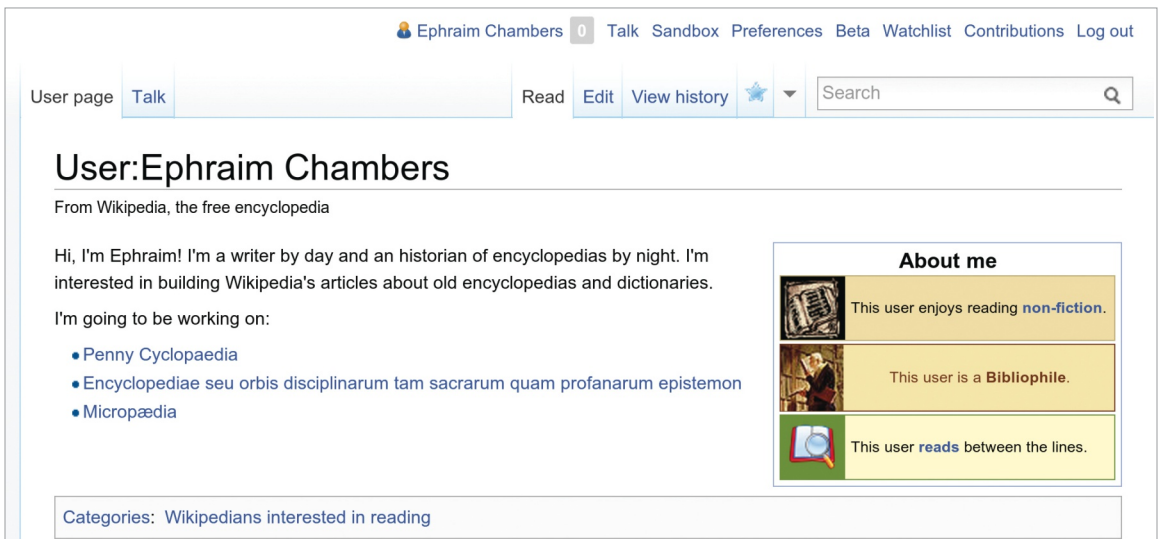 Ephraim Chambers 0 Talk Sandbox Preferences Beta Watchlist Contributions Log out
User page Talk Read Edit View history Search
User:Ephraim Chambers
From Wikipedia, the free encyclopedia
Hi, I'm Ephraim! I'm a writer by day and an historian of encyclopedias by night. I'm
interested in building Wikipedia's articles about old encyclopedias and dictionaries.
I'm going to be working on:
Penny Cyclopaedia
Encyclopediae seu orbis disciplinarum tam sacrarum quam profanarum epistemon
Micropædia
About me
This user enjoys reading non-fiction.
This user is a Bibliophile.
This user reads between the lines.
Categories: Wikipedians interested in reading